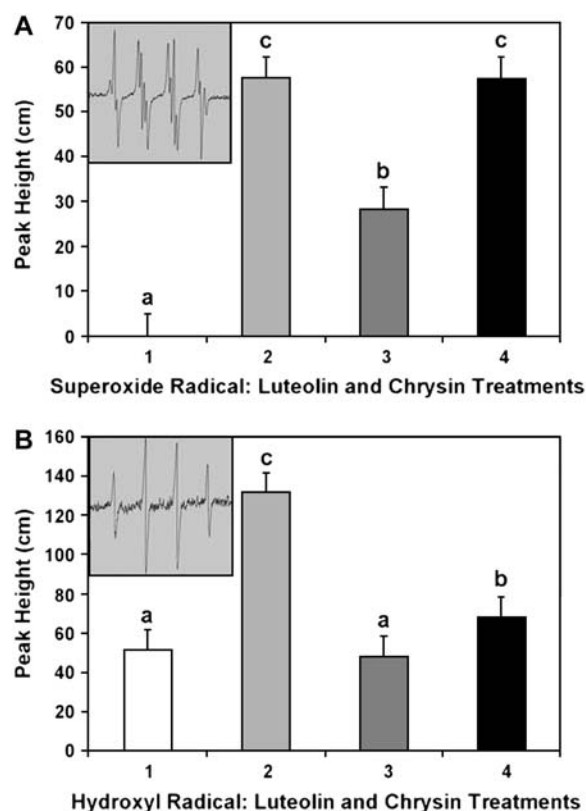 A
Peak Height (cm)
70
60
50
40
30
20
10
0
a
c
b
c
1 2 3 4
Superoxide Radical: Luteolin and Chrysin Treatments
B
Peak Height (cm)
160
140
120
100
80
60
40
20
0
a
c
a
b
1 2 3 4
Hydroxyl Radical: Luteolin and Chrysin Treatments